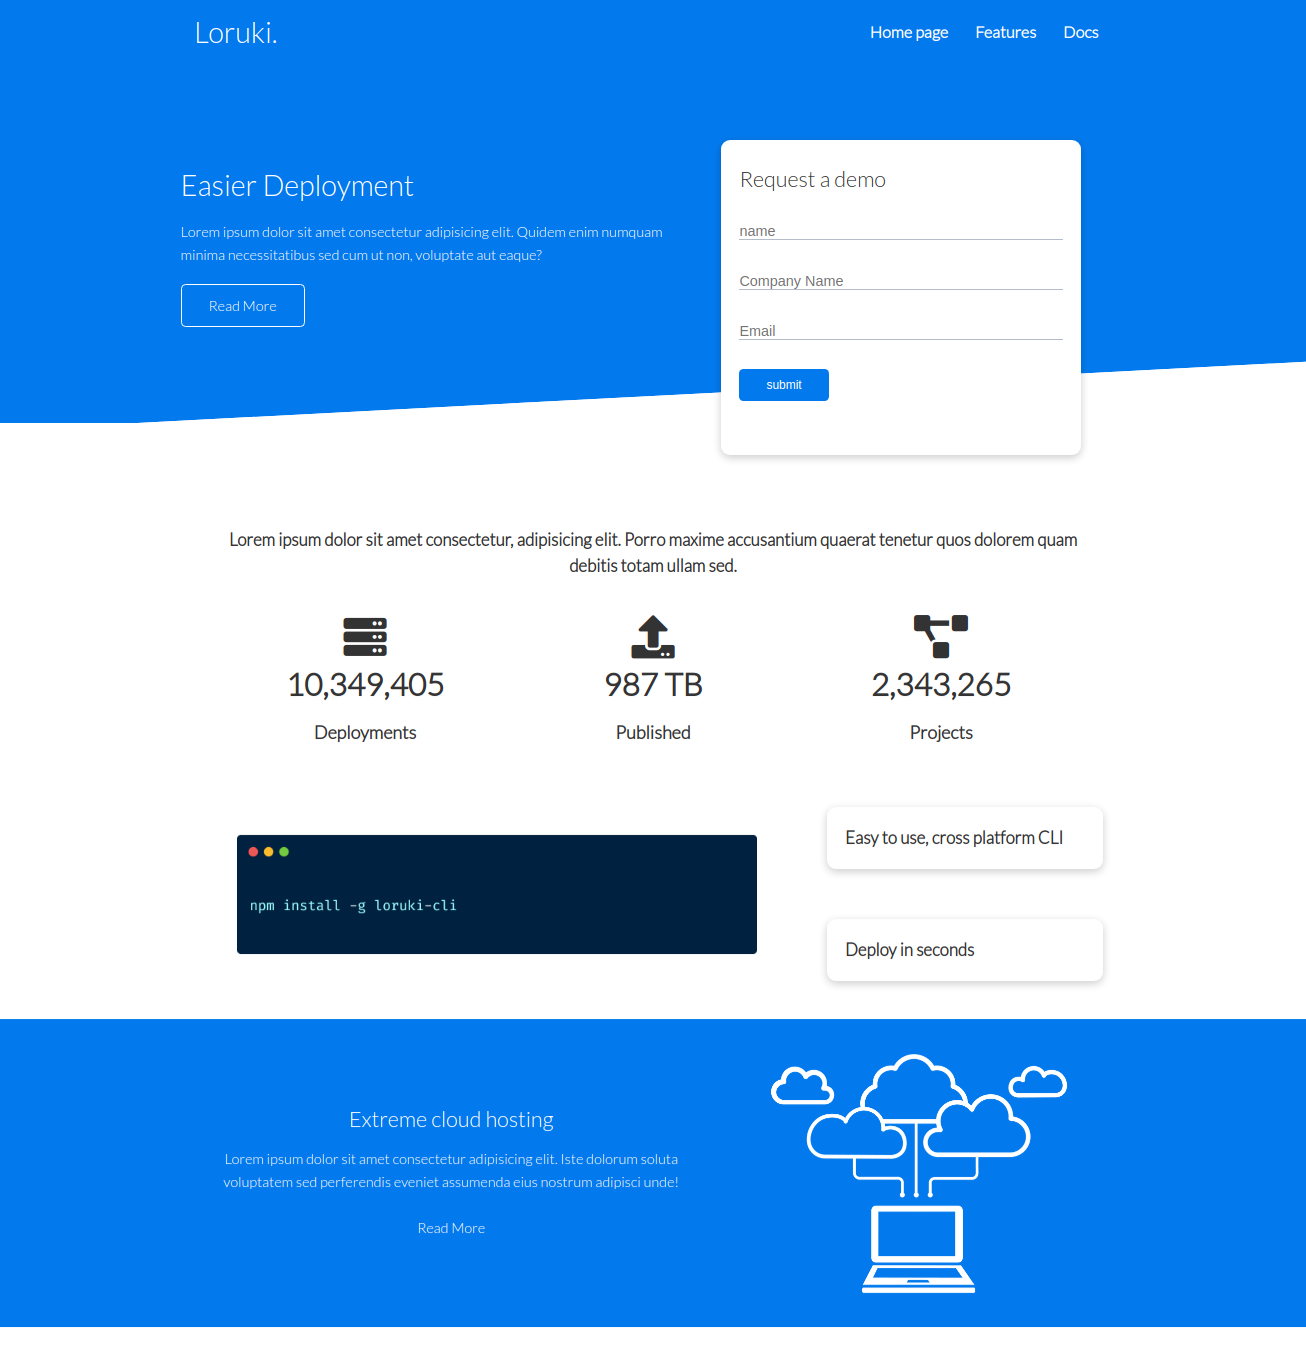 Loruki.
Home page
Features
Docs
Easier Deployment
Lorem ipsum dolor sit amet consectetur adipisicing elit. Quidem enim numquam
minima necessitatibus sed cum ut non, voluptate aut eaque?
Read More
Request a demo
name
Company Name
Email
submit
Lorem ipsum dolor sit amet consectetur, adipisicing elit. Porro maxime accusantium quaerat tenetur quos dolorem quam
debitis totam ullam sed.
10,349,405
Deployments
987 TB
Published
2,343,265
Projects
npm install -g loruki-cli
Easy to use, cross platform CLI
Deploy in seconds
Extreme cloud hosting
Lorem ipsum dolor sit amet consectetur adipisicing elit. Iste dolorum soluta
voluptatem sed perferendis eveniet assumenda eius nostrum adipisci unde!
Read More